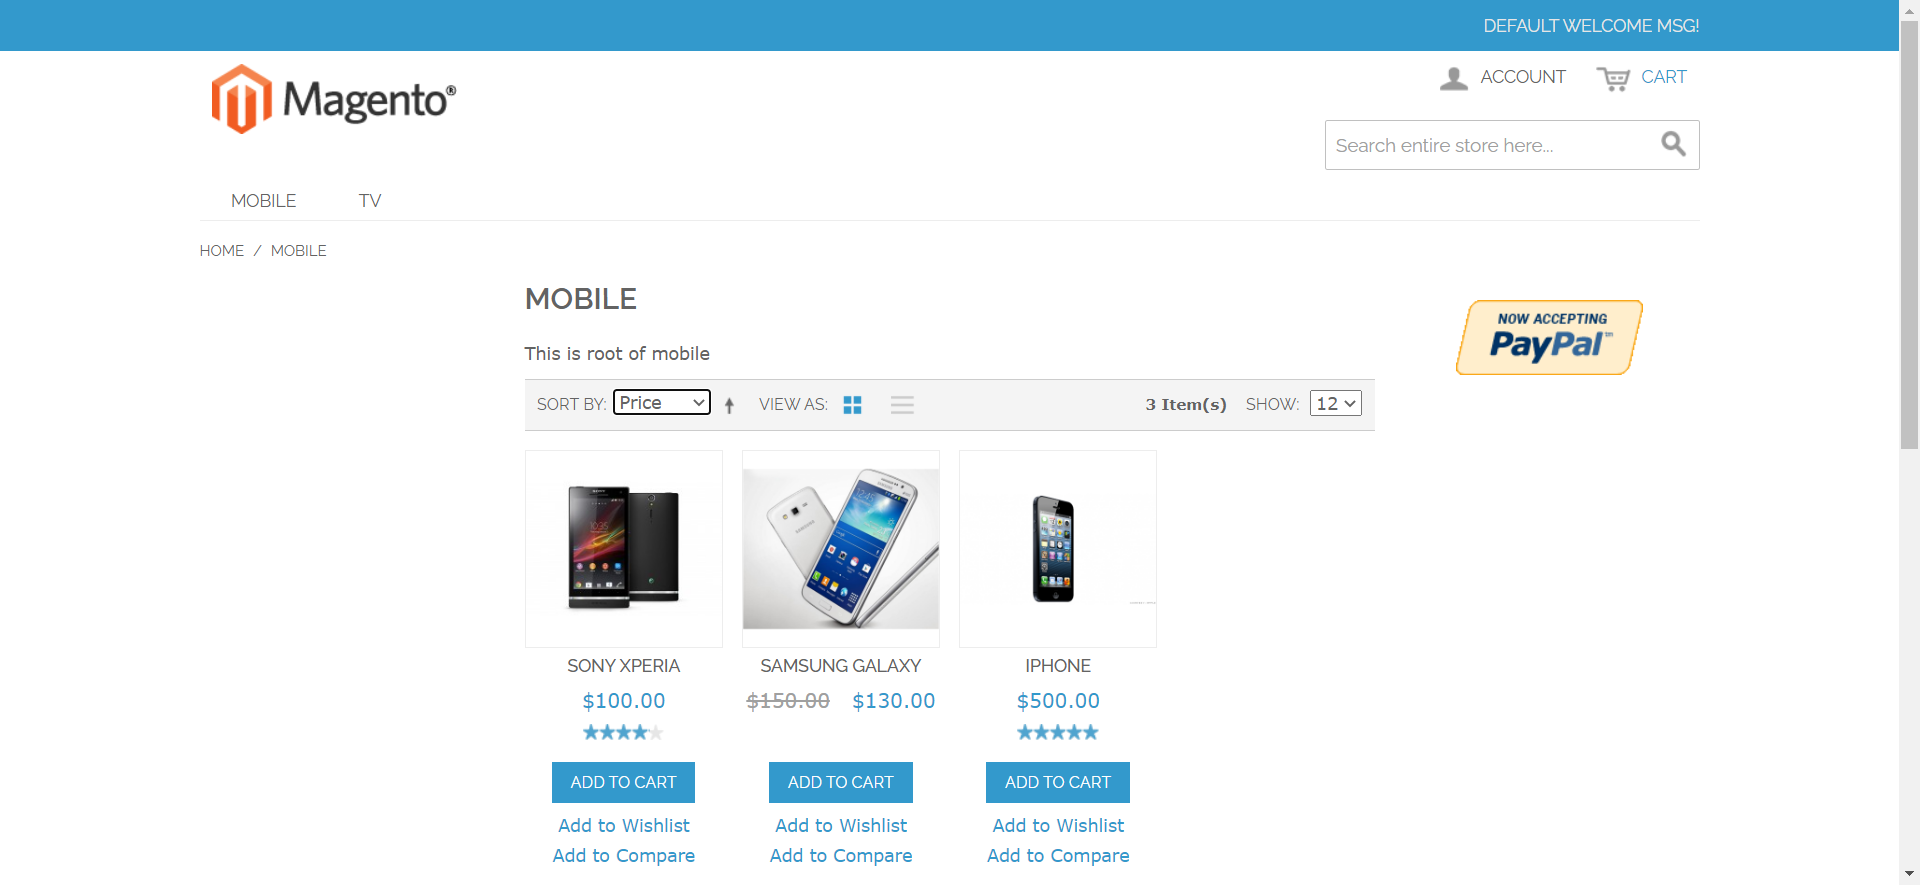 DEFAULT WELCOME MSG!
Magento®
ACCOUNT
CART
Search entire store here...
MOBILE TV
HOME / MOBILE
MOBILE
NOW ACCEPTING
PayPal™
This is root of mobile
SORT BY: Price VIEW AS: 3 Item(s) SHOW: 12
SONY XPERIA
$100.00
ADD TO CART
Add to Wishlist
Add to Compare
SAMSUNG GALAXY
$150.00 $130.00
ADD TO CART
Add to Wishlist
Add to Compare
IPHONE
$500.00
ADD TO CART
Add to Wishlist
Add to Compare